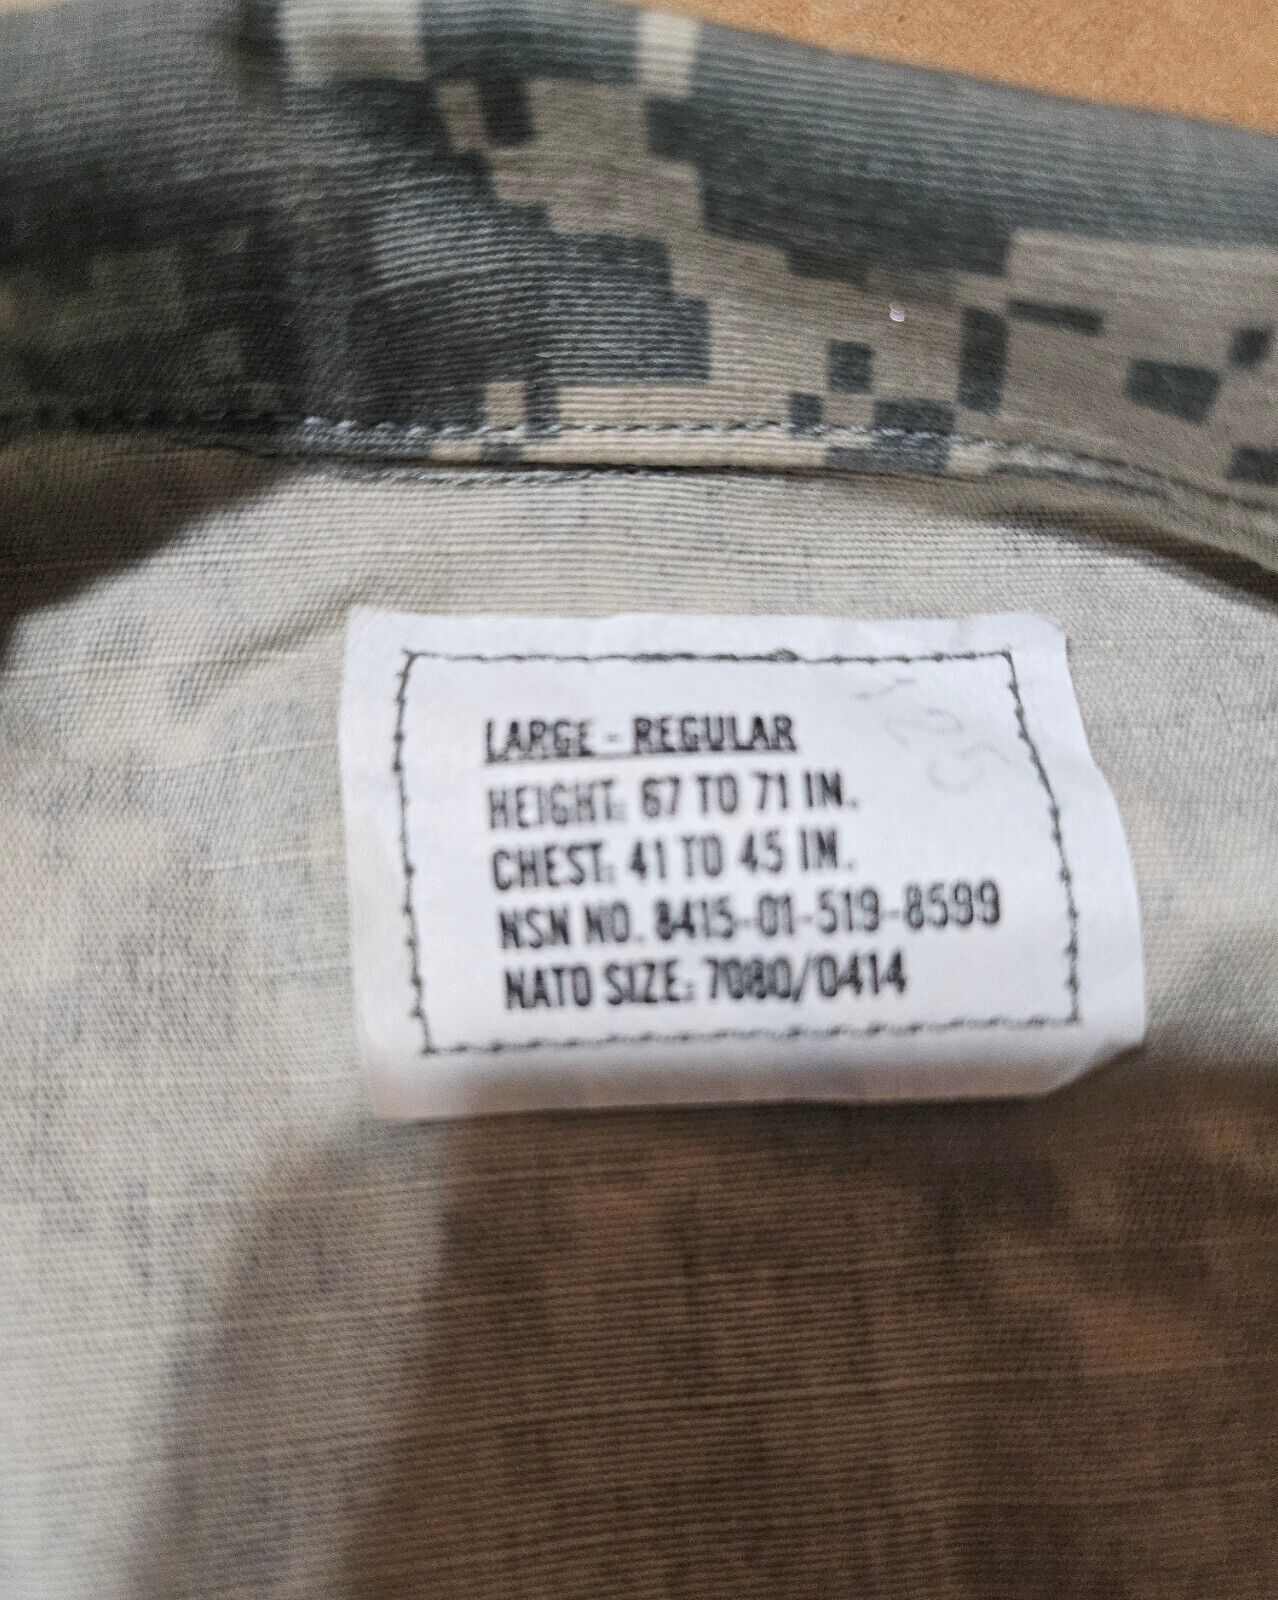 LARGE - REGULAR
HEIGHT: 67 TO 71 IN.
CHEST: 41 TO 45 IN.
NSN NO. 8415-01-519-8599
NATO SIZE: 7080/0414